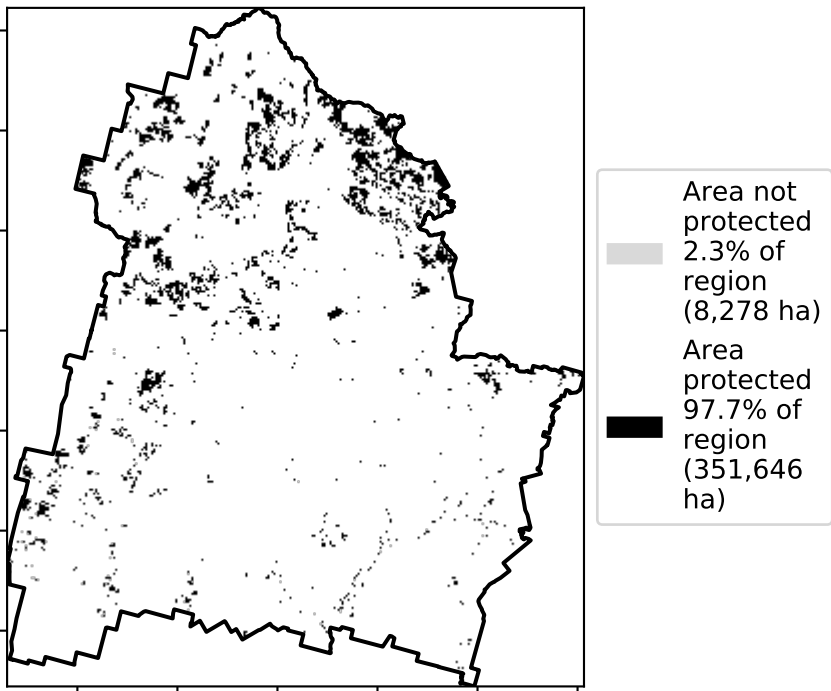 Area not
protected
2.3% of
region
(8,278 ha)
Area
protected
97.7% of
region
(351,646
ha)